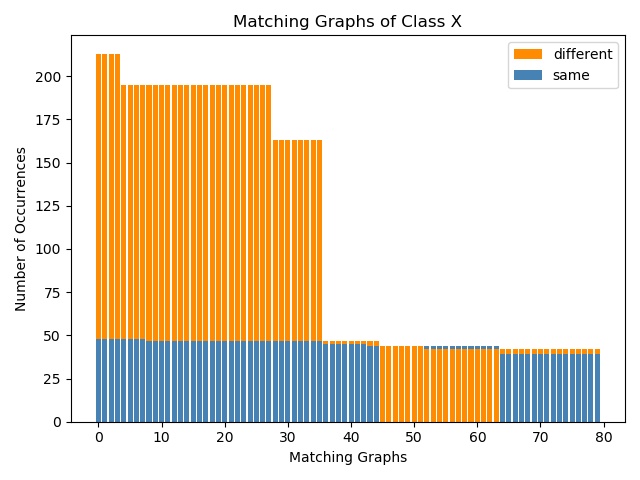 Matching Graphs of Class X
different
same
Number of Occurrences
200
175
150
125
100
75
50
25
0
0 10 20 30 40 50 60 70 80
Matching Graphs